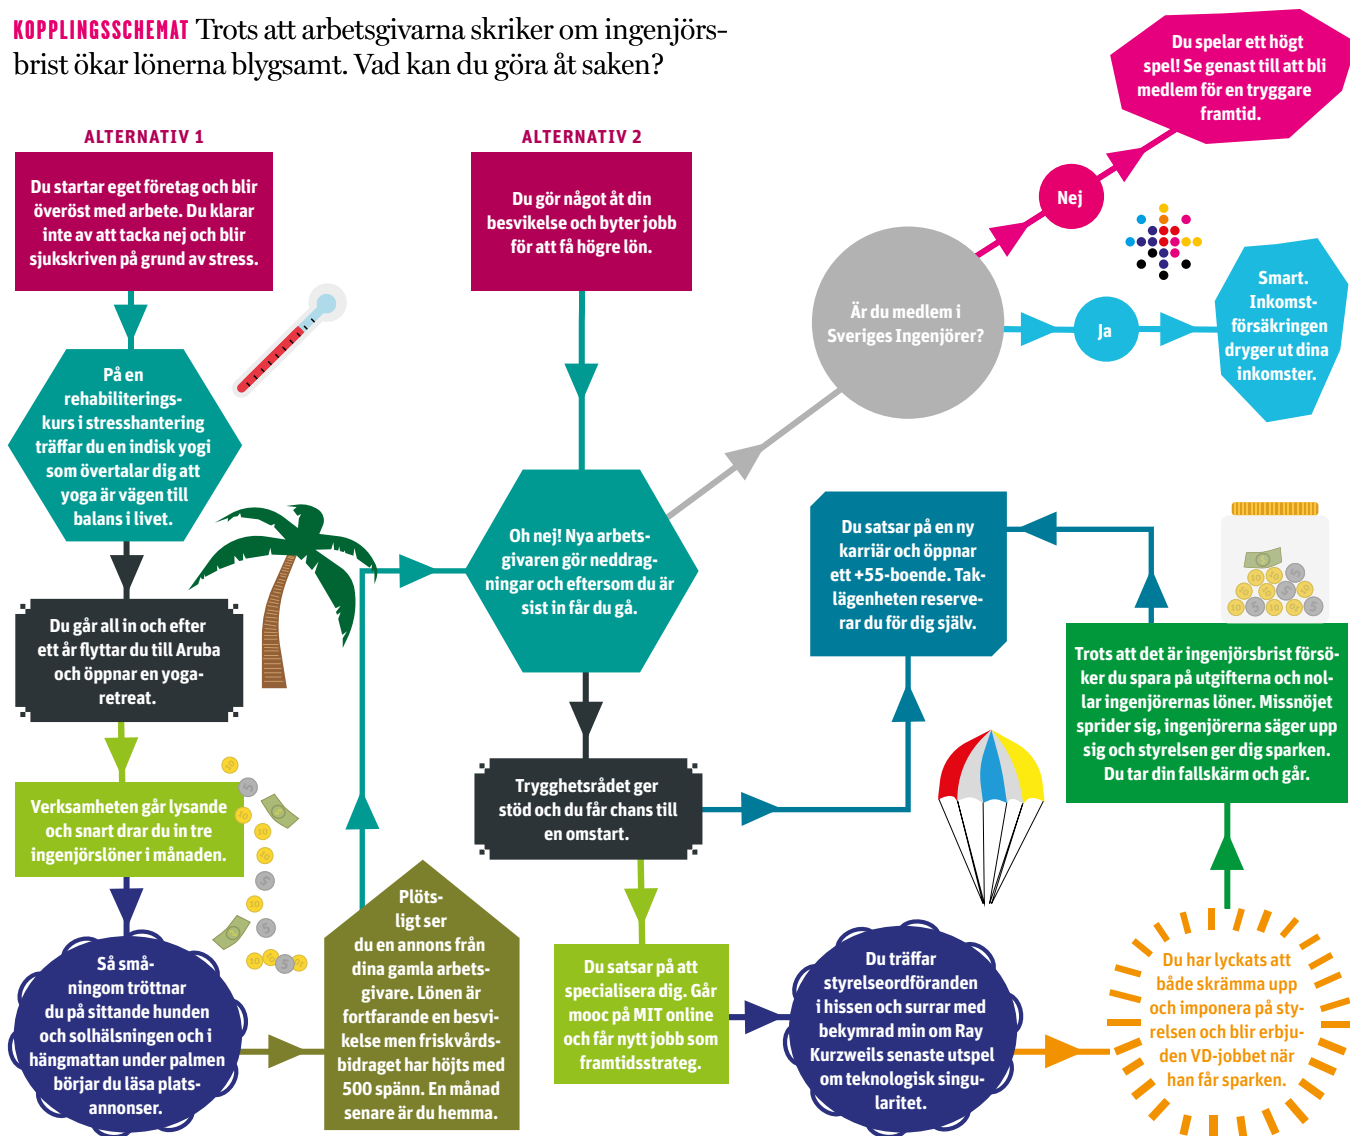 KOPPLINGSSCHEMAT Trots att arbetsgivarna skriker om ingenjörs-
brist ökar lönerna blygsamt. Vad kan du göra åt saken?
ALTERNATIV 1
Du startar eget företag och blir
överöst med arbete. Du klarar
inte av att tacka nej och blir
sjukskriven på grund av stress.
På en
rehabiliterings-
kurs i stresshantering
träffar du en indisk yogi
som övertalar dig att
yoga är vägen till
balans i livet.
Du går all in och efter
ett år flyttar du till Aruba
och öppnar en yoga-
retreat.
Verksamheten går lysande
och snart drar du in tre
ingenjörslöner i månaden.
Så små-
ningom tröttnar
du på sittande hunden
och solhälsningen och i
hängmattan under palmen
börjar du läsa plats-
annonser.
Plöts-
ligt ser
du en annons från
dina gamla arbets-
givare. Lönen är
fortfarande en besvi-
kelse men friskvårds-
bidraget har höjts med
500 spänn. En månad
senare är du hemma.
ALTERNATIV 2
Du gör något åt din
besvikelse och byter jobb
för att få högre lön.
Oh nej! Nya arbets-
givaren gör neddrag-
ningar och eftersom du är
sist in får du gå.
Är du medlem i
Sveriges Ingenjörer?
Nej
Du spelar ett högt
spel! Se genast till att bli
medlem för en tryggare
framtid.
Ja
Smart.
Inkomst-
försäkringen
dryger ut dina
inkomster.
Trygghetsrådet ger
stöd och du får chans till
en omstart.
Du satsar på en ny
karriär och öppnar
ett +55-boende. Tak-
lägenheten reserve-
rar du för dig själv.
Du satsar på att
specialisera dig. Går
mooc på MIT online
och får nytt jobb som
framtidsstrateg.
Du träffar
styrelseordföranden
i hissen och surrar med
bekymrad min om Ray
Kurzweils senaste utspel
om teknologisk singu-
laritet.
Du har lyckats att
både skrämma upp
och imponera på sty-
relsen och blir erbju-
den VD-jobbet när
han får sparken.
Trots att det är ingenjörsbrist försö-
ker du spara på utgifterna och nol-
lar ingenjörernas löner. Missnöjet
sprider sig, ingenjörerna säger upp
sig och styrelsen ger dig sparken.
Du tar din fallskärm och går.